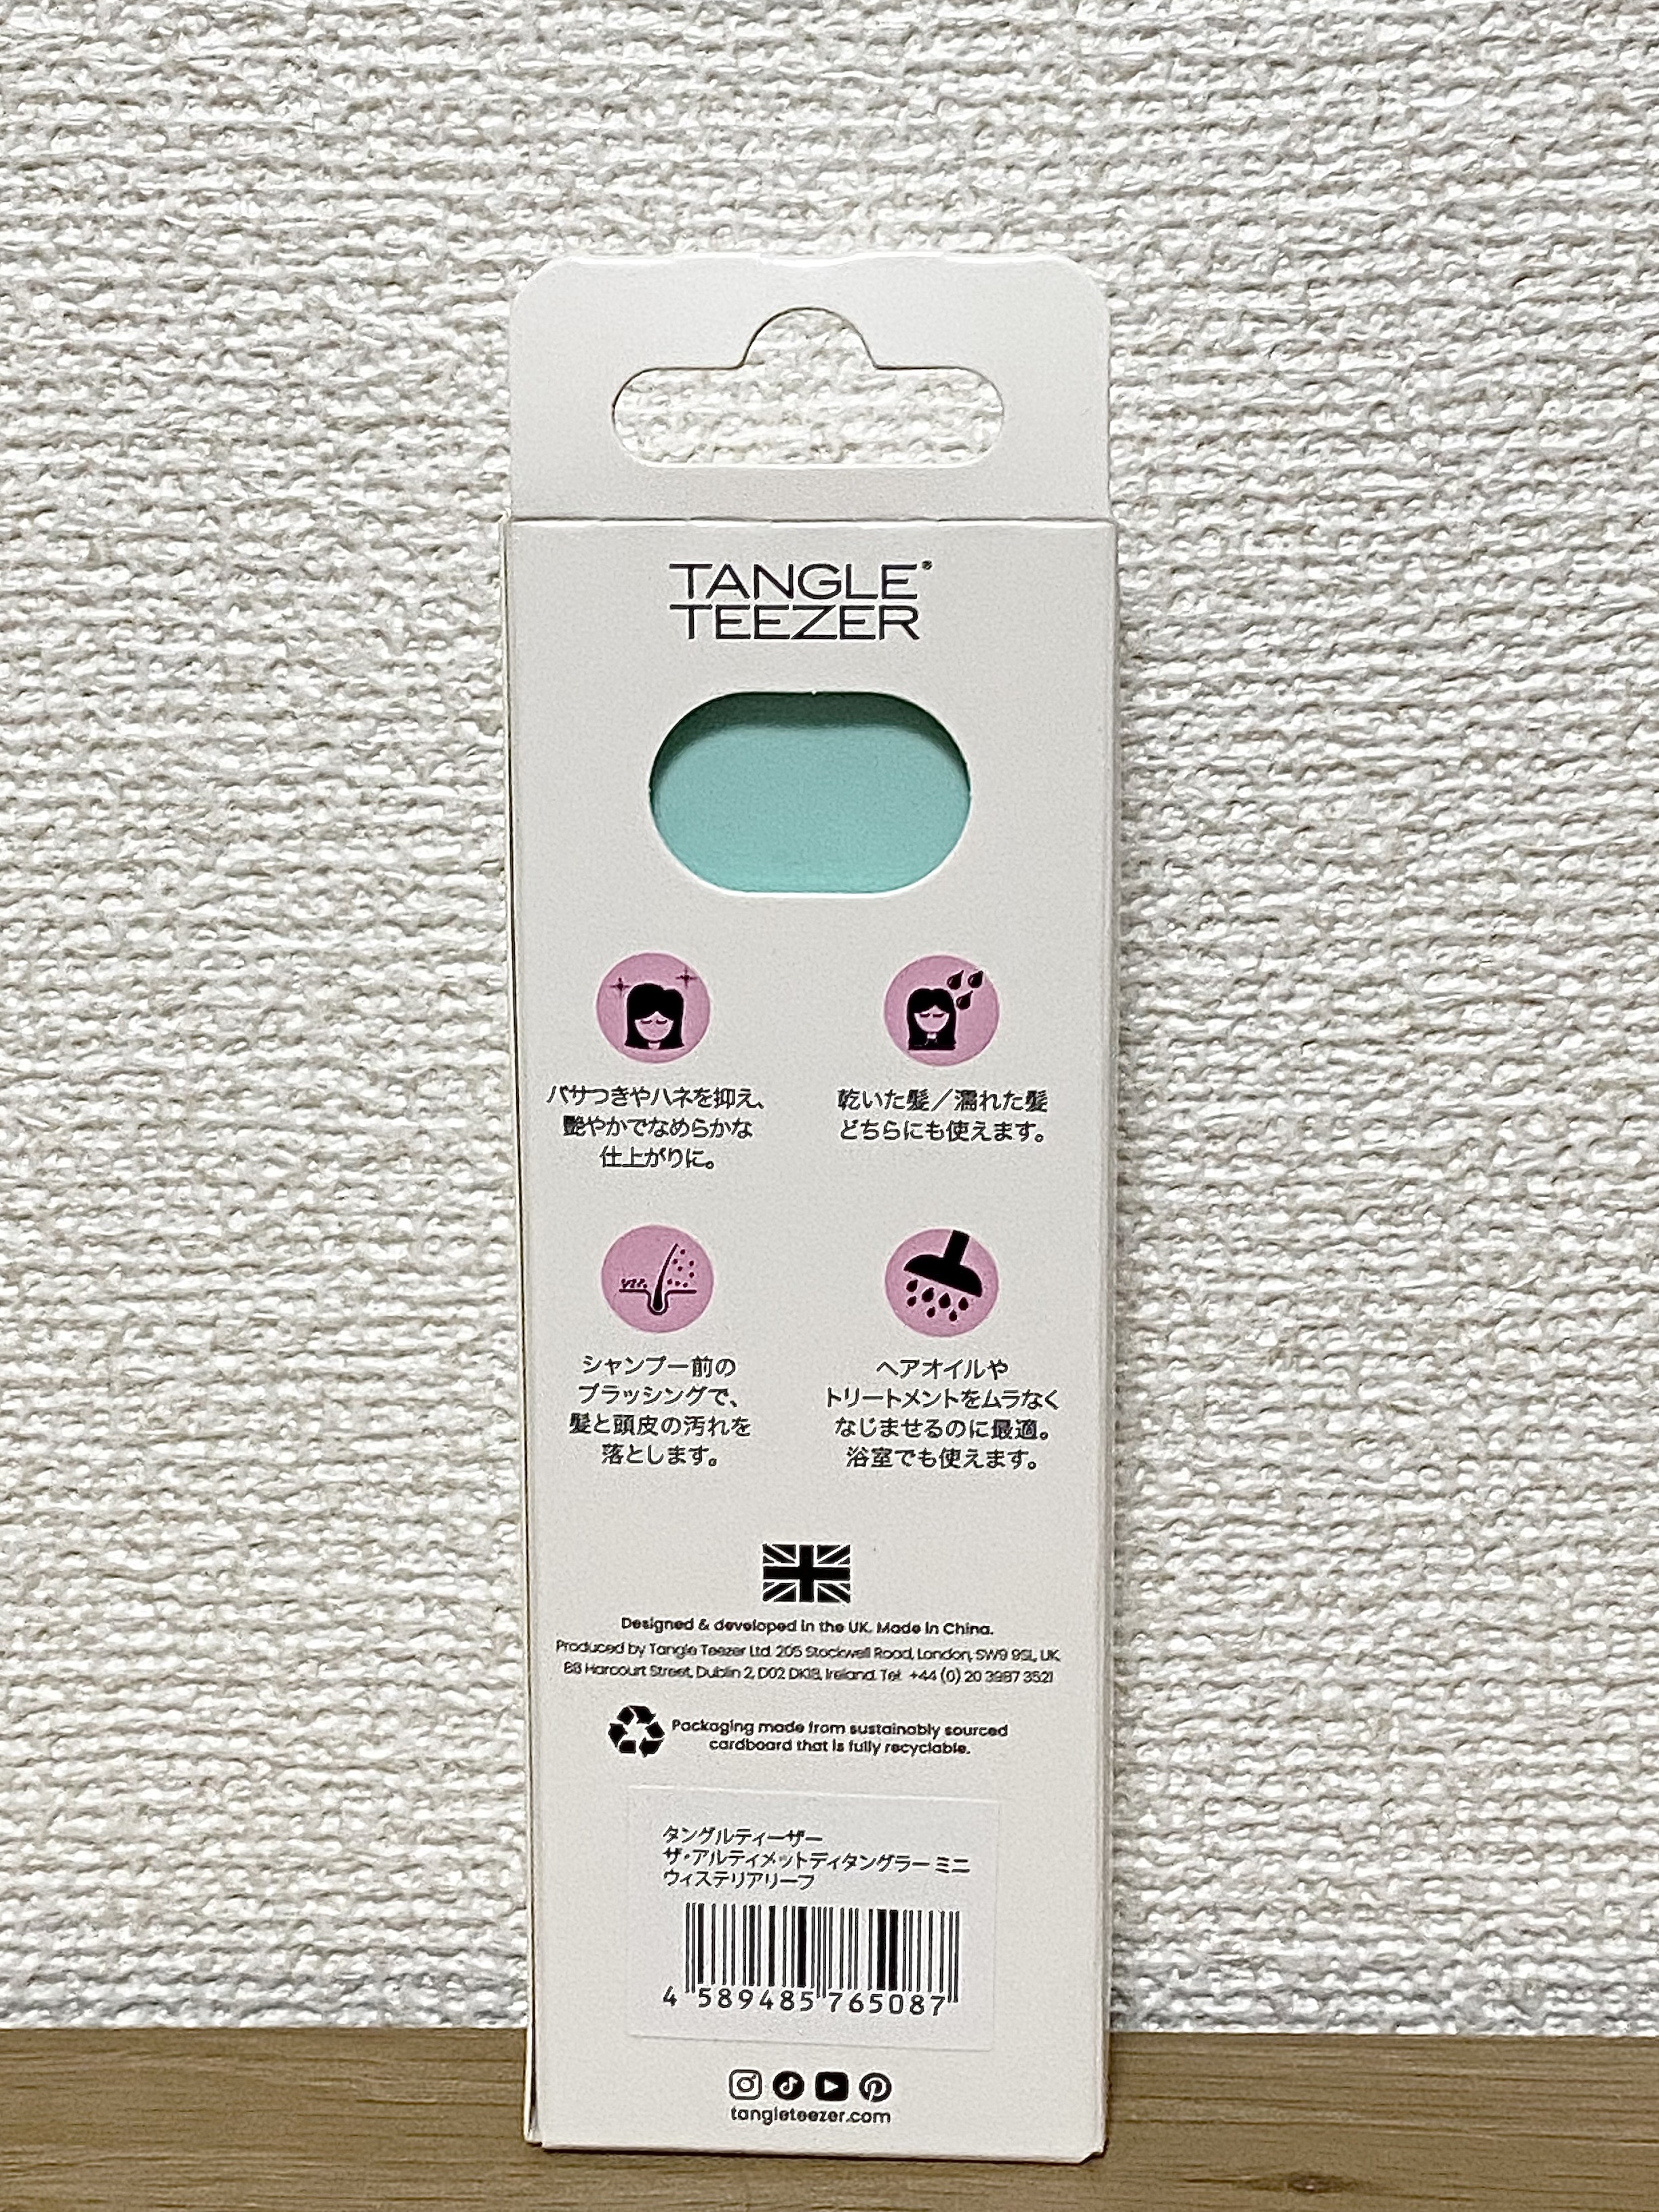 TANGLE®
TEEZER
パサつきやハネを抑え、
艶やかでなめらかな
仕上がりに。
乾いた髪／濡れた髪
どちらにも使えます。
シャンプー前の
ブラッシングで、
髪と頭皮の汚れを
落とします。
ヘアオイルや
トリートメントをムラなく
なじませるのに最適。
浴室でも使えます。
Designed & developed in the UK. Made in China.
Produced by Tangle Teezer Ltd. 205 Stockwell Road, London, SW9 9SL, UK
88 Harcourt Street, Dublin 2, D02 DK18, Ireland. Tel: +44 (0) 20 3987 3521
Packaging made from sustainably sourced
cardboard that is fully recyclable.
タングルティーザー
ザ・アルティメットディタングラー ミニ
ウィステリアリーフ
4 589485 765087
tangleteezer.com